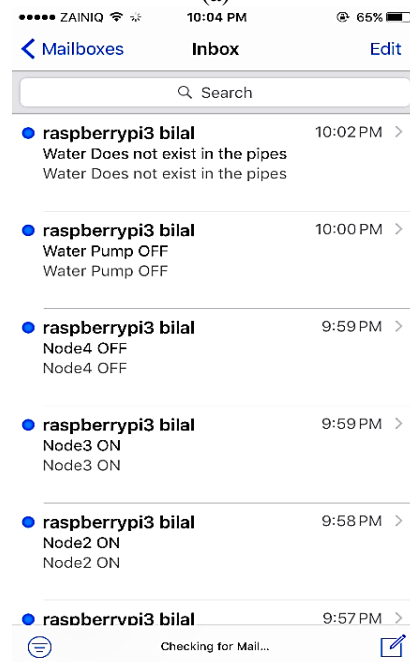 ZAINIQ 10:04 PM 65%
Mailboxes Inbox Edit
Search
raspberrypi3 bilal 10:02 PM
Water Does not exist in the pipes
Water Does not exist in the pipes
raspberrypi3 bilal 10:00 PM
Water Pump OFF
Water Pump OFF
raspberrypi3 bilal 9:59 PM
Node4 OFF
Node4 OFF
raspberrypi3 bilal 9:59 PM
Node3 ON
Node3 ON
raspberrypi3 bilal 9:58 PM
Node2 ON
Node2 ON
raspberrypi3 bilal 9:57 PM
Checking for Mail...